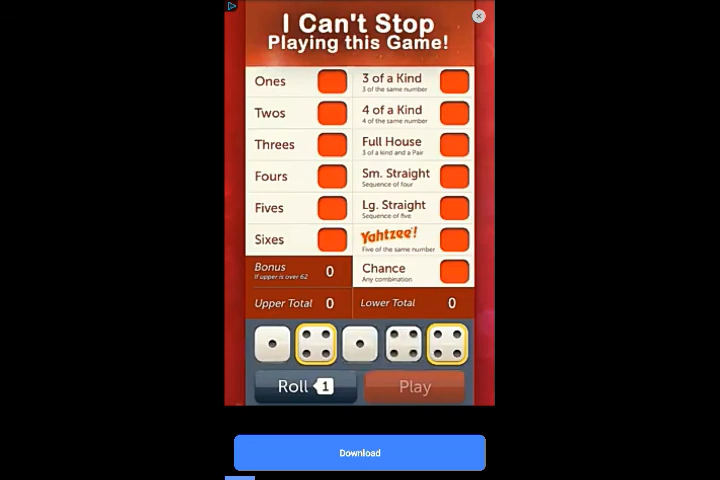 I Can't Stop
Playing this Game!
Ones
3 of a Kind
3 of the same number
Twos
4 of a Kind
4 of the same number
Threes
Full House
3 of a kind and a Pair
Fours
Sm. Straight
Sequence of four
Fives
Lg. Straight
Sequence of five
Sixes
Yahtzee!
Five of the same number
Bonus 0
If upper is over 62
Chance
Any combination
Upper Total 0
Lower Total 0
Roll 1
Play
Download